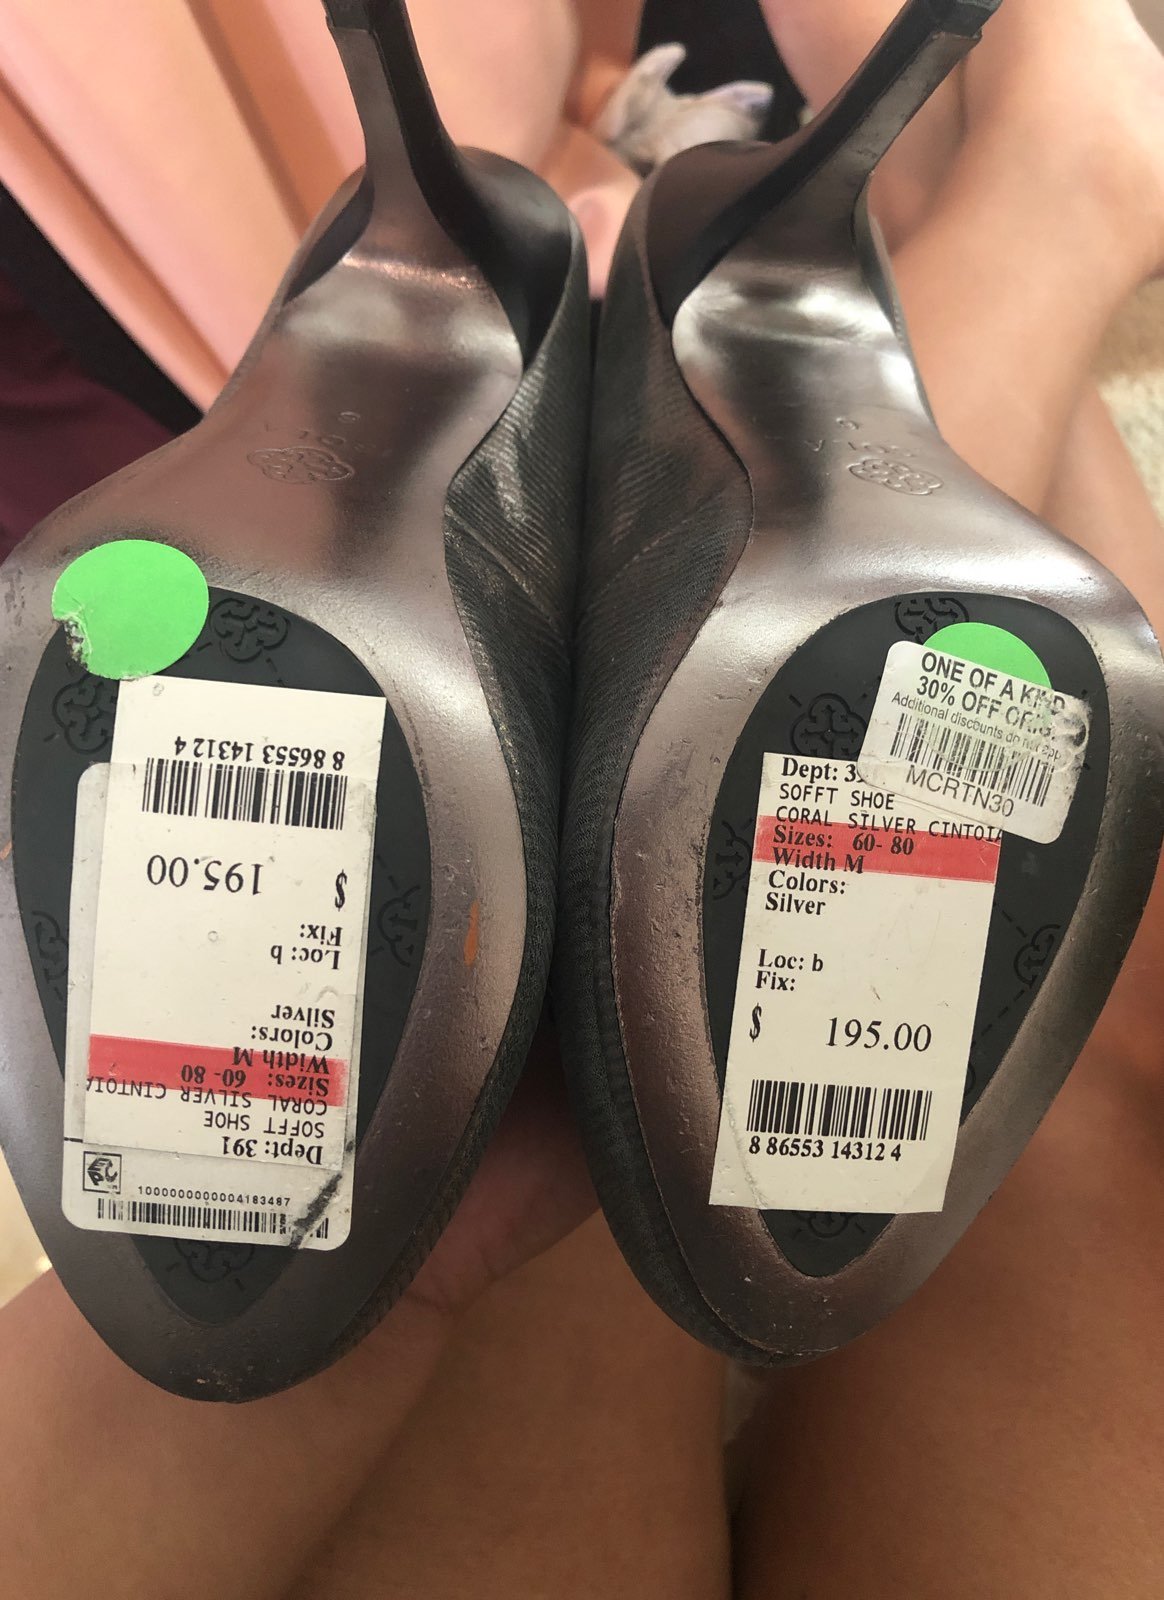 8 86553 14312 4
$ 195.00
Fix:
Loc: b
Silver
Colors:
Width M
Sizes: 60- 80
CORAL SILVER CINTOIA
SOFFT SHOE
Dept: 391
1000000000004183487
ONE OF A KIND
30% OFF
Additional discounts do not
MCRTN30
Dept:
SOFFT SHOE
CORAL SILVER CINTOIA
Sizes: 60- 80
Width M
Colors:
Silver
Loc: b
Fix:
$ 195.00
8 86553 14312 4